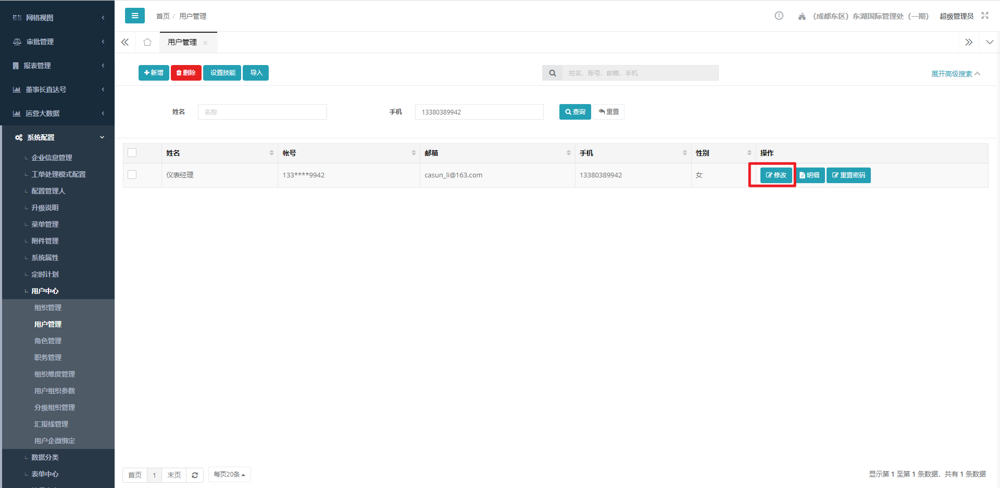 网格视图
审批管理
报表管理
董事长直达号
运营大数据
系统配置
企业信息管理
工单处理模式配置
配置管理人
升级说明
菜单管理
附件管理
系统属性
定时计划
用户中心
组织管理
用户管理
角色管理
职务管理
组织维度管理
用户组织参数
分级组织管理
汇报线管理
用户企微绑定
数据分类
表单中心
首页 / 用户管理
(成都东区) 东湖国际管理处 (一期) 超级管理员
用户管理
新增 删除 设置技能 导入
姓名，账号，邮箱，手机
展开高级搜索
姓名 名称 手机 13380389942 查询 重置
姓名 帐号 邮箱 手机 性别 操作
仪表经理 133****9942 casun_li@163.com 13380389942 女 修改 明细 重置密码
首页 1 末页 每页20条
显示第 1 至第 1 条数据，共有 1 条数据